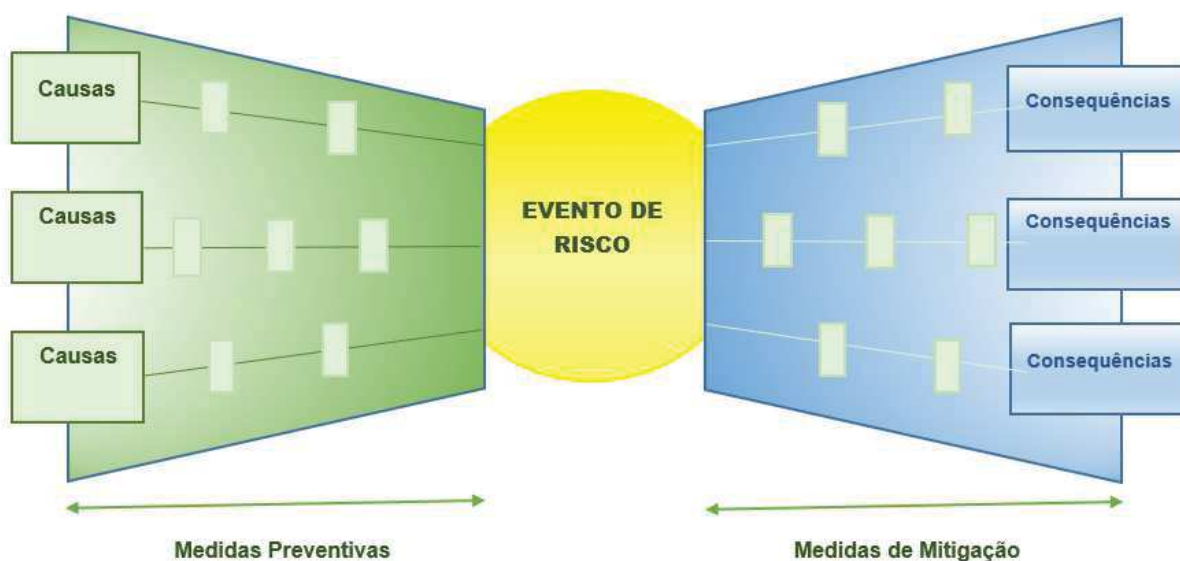 Causas
Causas
Causas
EVENTO DE
RISCO
Consequências
Consequências
Consequências
Medidas Preventivas
Medidas de Mitigação